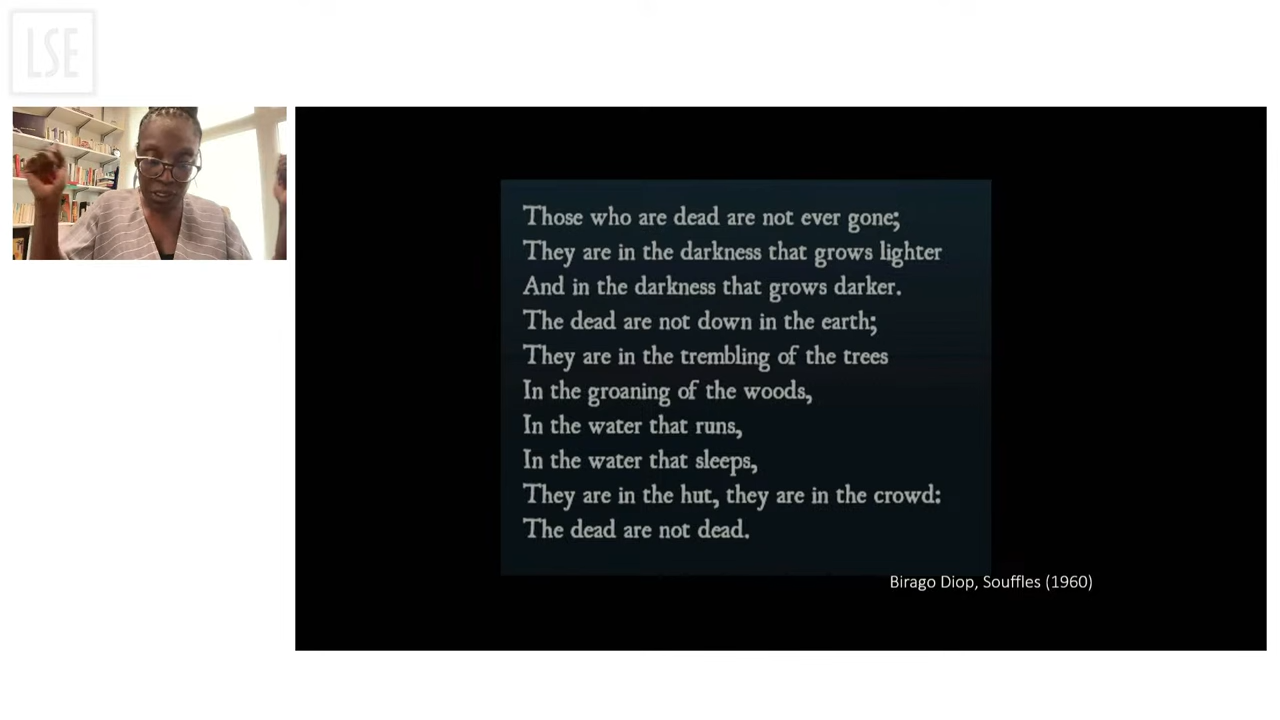 LSE
Those who are dead are not ever gone;
They are in the darkness that grows lighter
And in the darkness that grows darker.
The dead are not down in the earth;
They are in the trembling of the trees
In the groaning of the woods,
In the water that runs,
In the water that sleeps,
They are in the hut, they are in the crowd:
The dead are not dead.
Birago Diop, Souffles (1960)